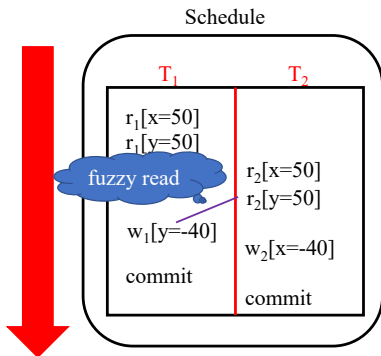 Schedule
T₁ T₂
r₁[x=50]
r₁[y=50]
fuzzy read
r₂[x=50]
r₂[y=50]
w₁[y=-40]
w₂[x=-40]
commit
commit